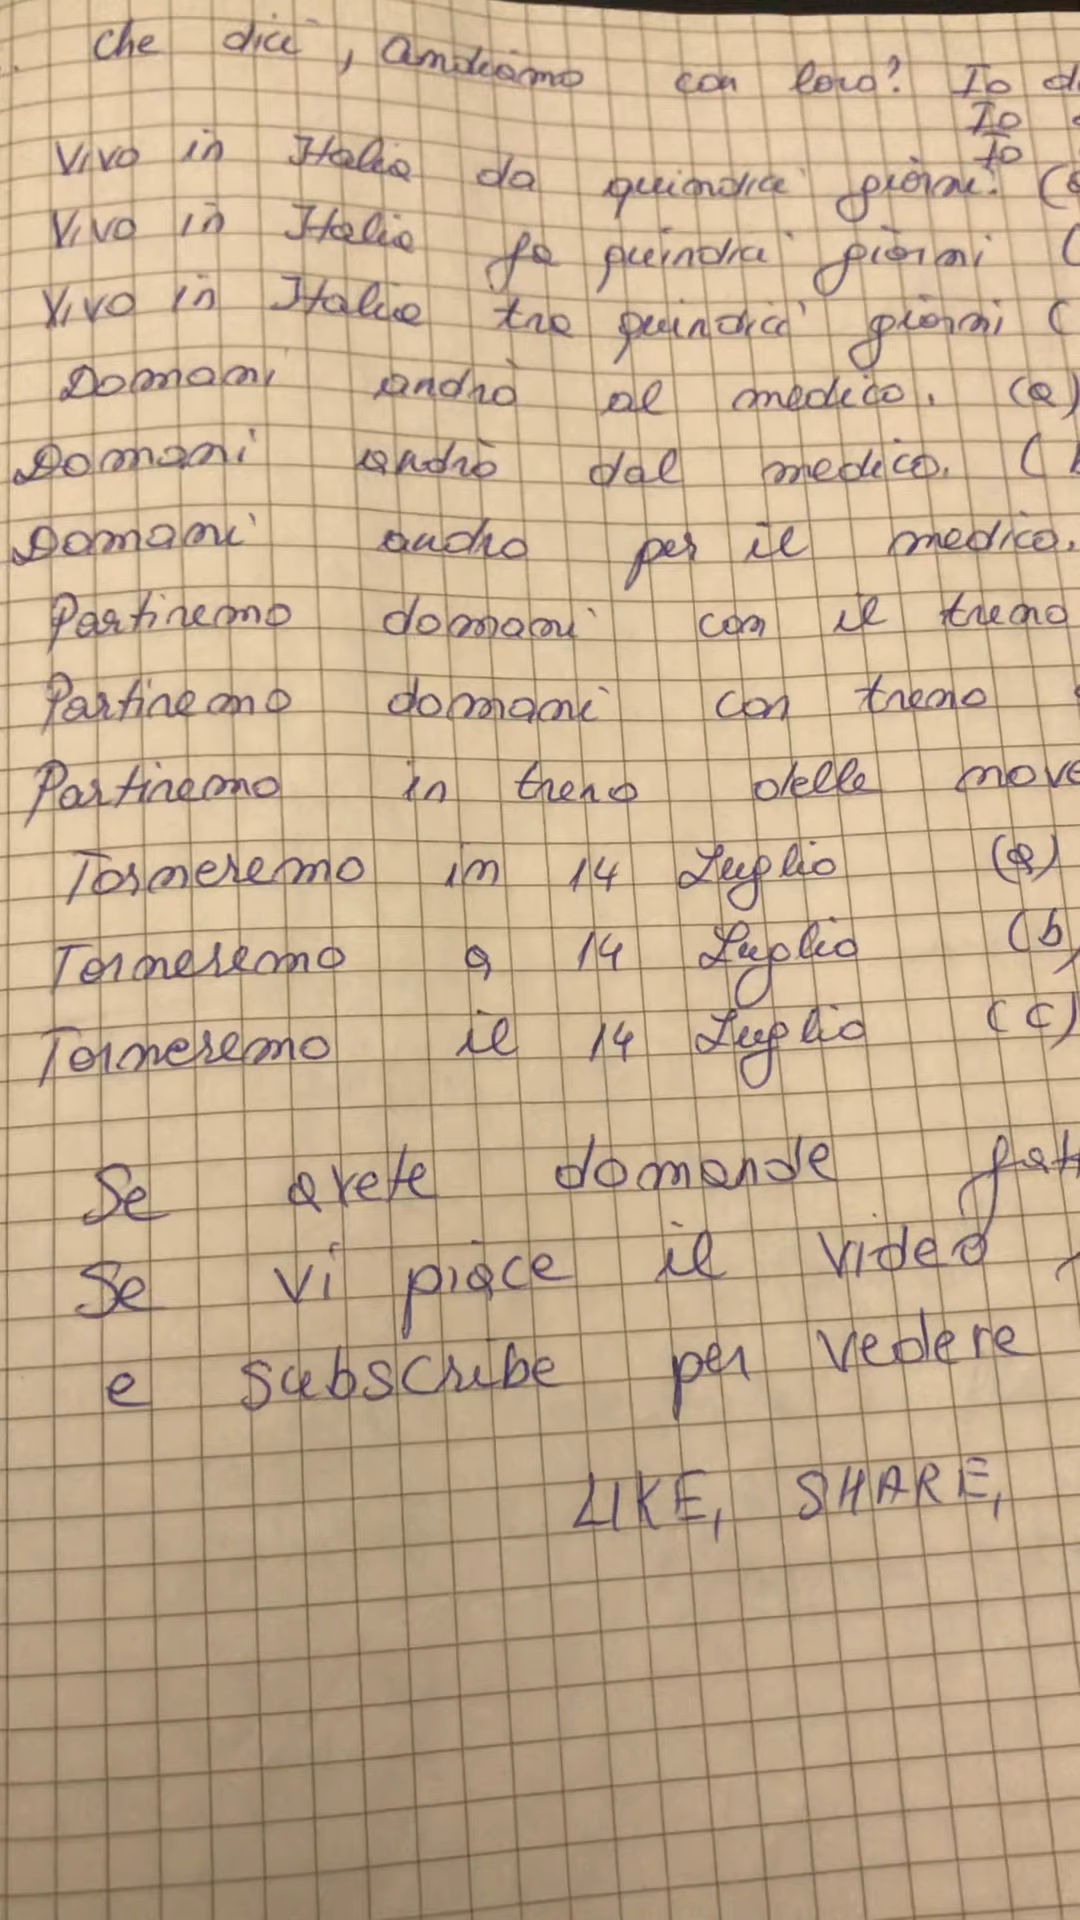 che dici, andiamo con loro? Io d
Io
Io
Vivo in Italia da quindici giorni. (a
Vivo in Italia fa quindici giorni (
Vivo in Italia tra quindici giorni (
Domani andrò al medico. (a)
Domani andrò dal medico. (b
Domani andro per il medico.
Partiremo domani con il treno
Partiremo domani con treno
Partiremo in treno delle nove
Torneremo in 14 Luglio (a)
Torneremo a 14 Luglio (b)
Torneremo il 14 Luglio (c)
Se avete domande fat
Se vi piace il video
e subscribe per vedere
LIKE, SHARE,